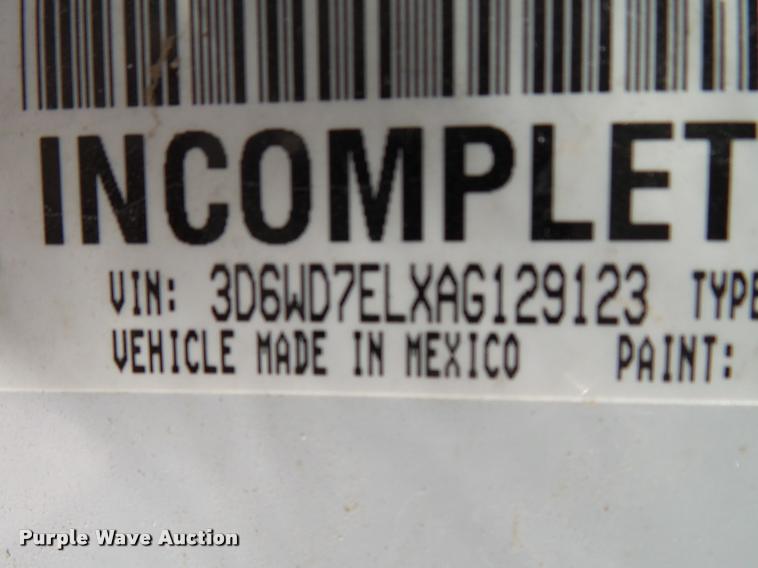 INCOMPLET
VIN: 3D6WD7ELXAG129123 TYPE
VEHICLE MADE IN MEXICO PAINT:
Purple Wave Auction